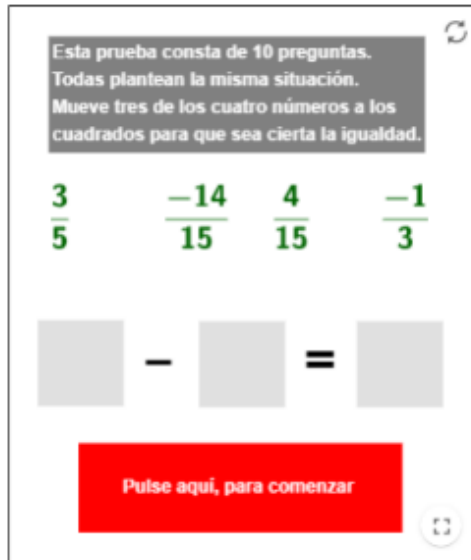 Esta prueba consta de 10 preguntas.
Todas plantean la misma situación.
Mueve tres de los cuatro números a los
cuadrados para que sea cierta la igualdad.
3/5 -14/15 4/15 -1/3
− =
Pulse aquí, para comenzar